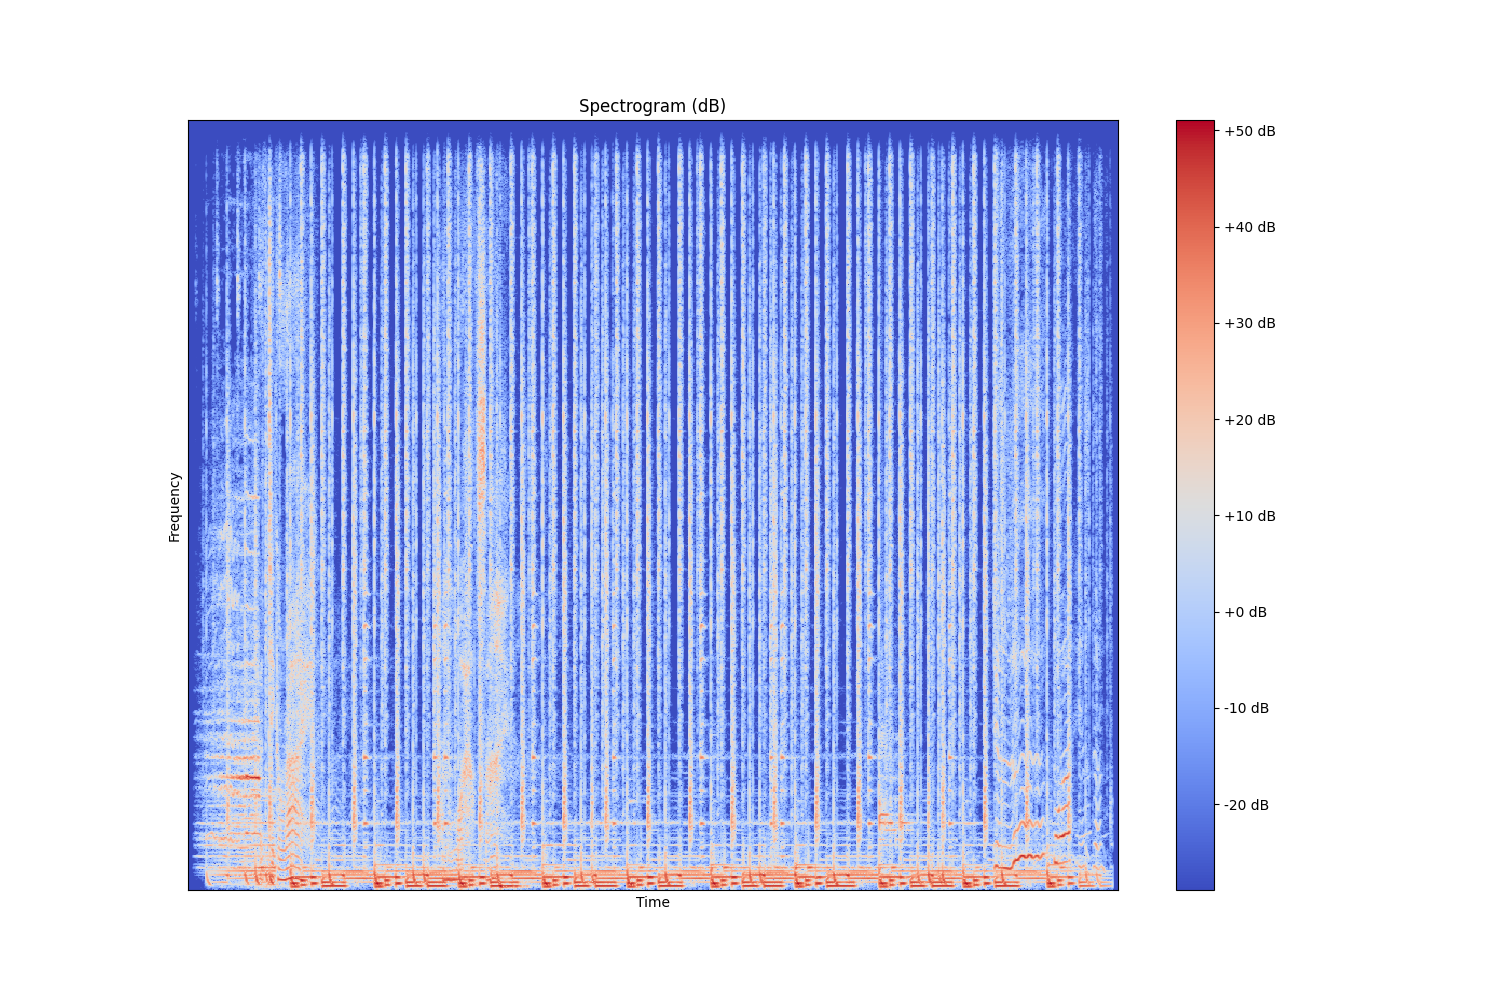 Spectrogram (dB)
Frequency
Time
+50 dB
+40 dB
+30 dB
+20 dB
+10 dB
+0 dB
-10 dB
-20 dB